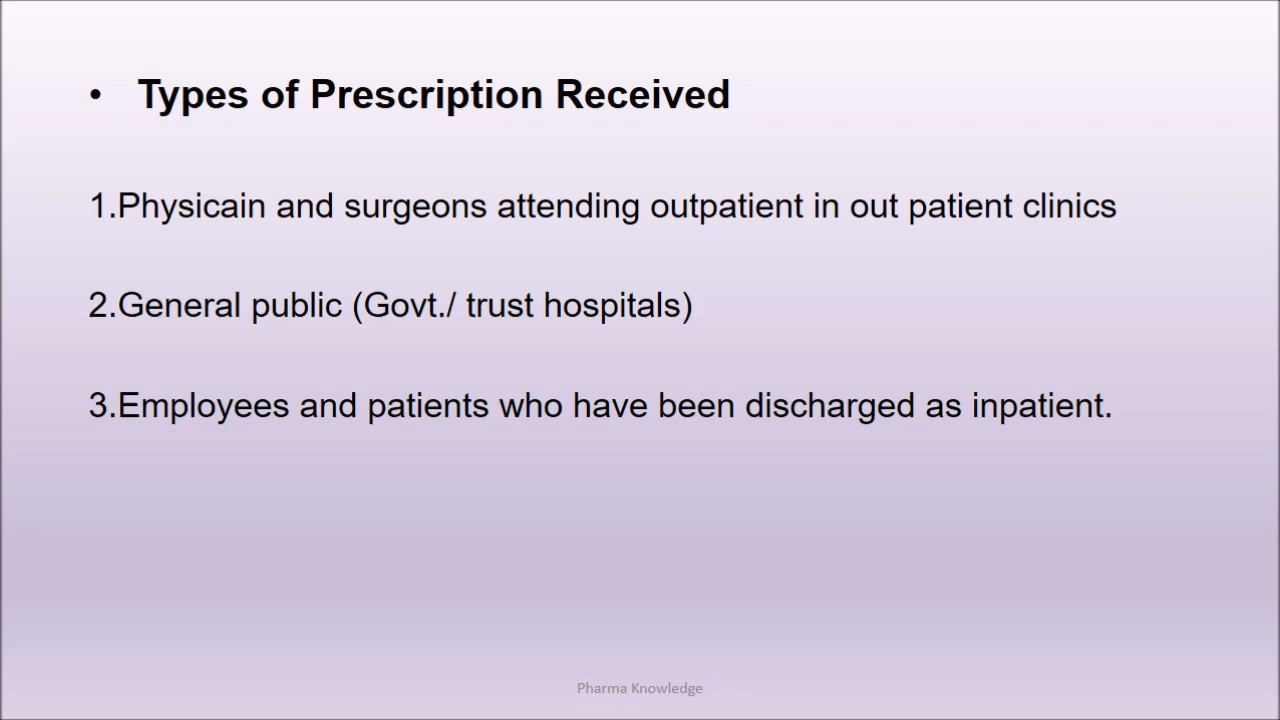 • Types of Prescription Received
1.Physicain and surgeons attending outpatient in out patient clinics
2.General public (Govt./ trust hospitals)
3.Employees and patients who have been discharged as inpatient.
Pharma Knowledge